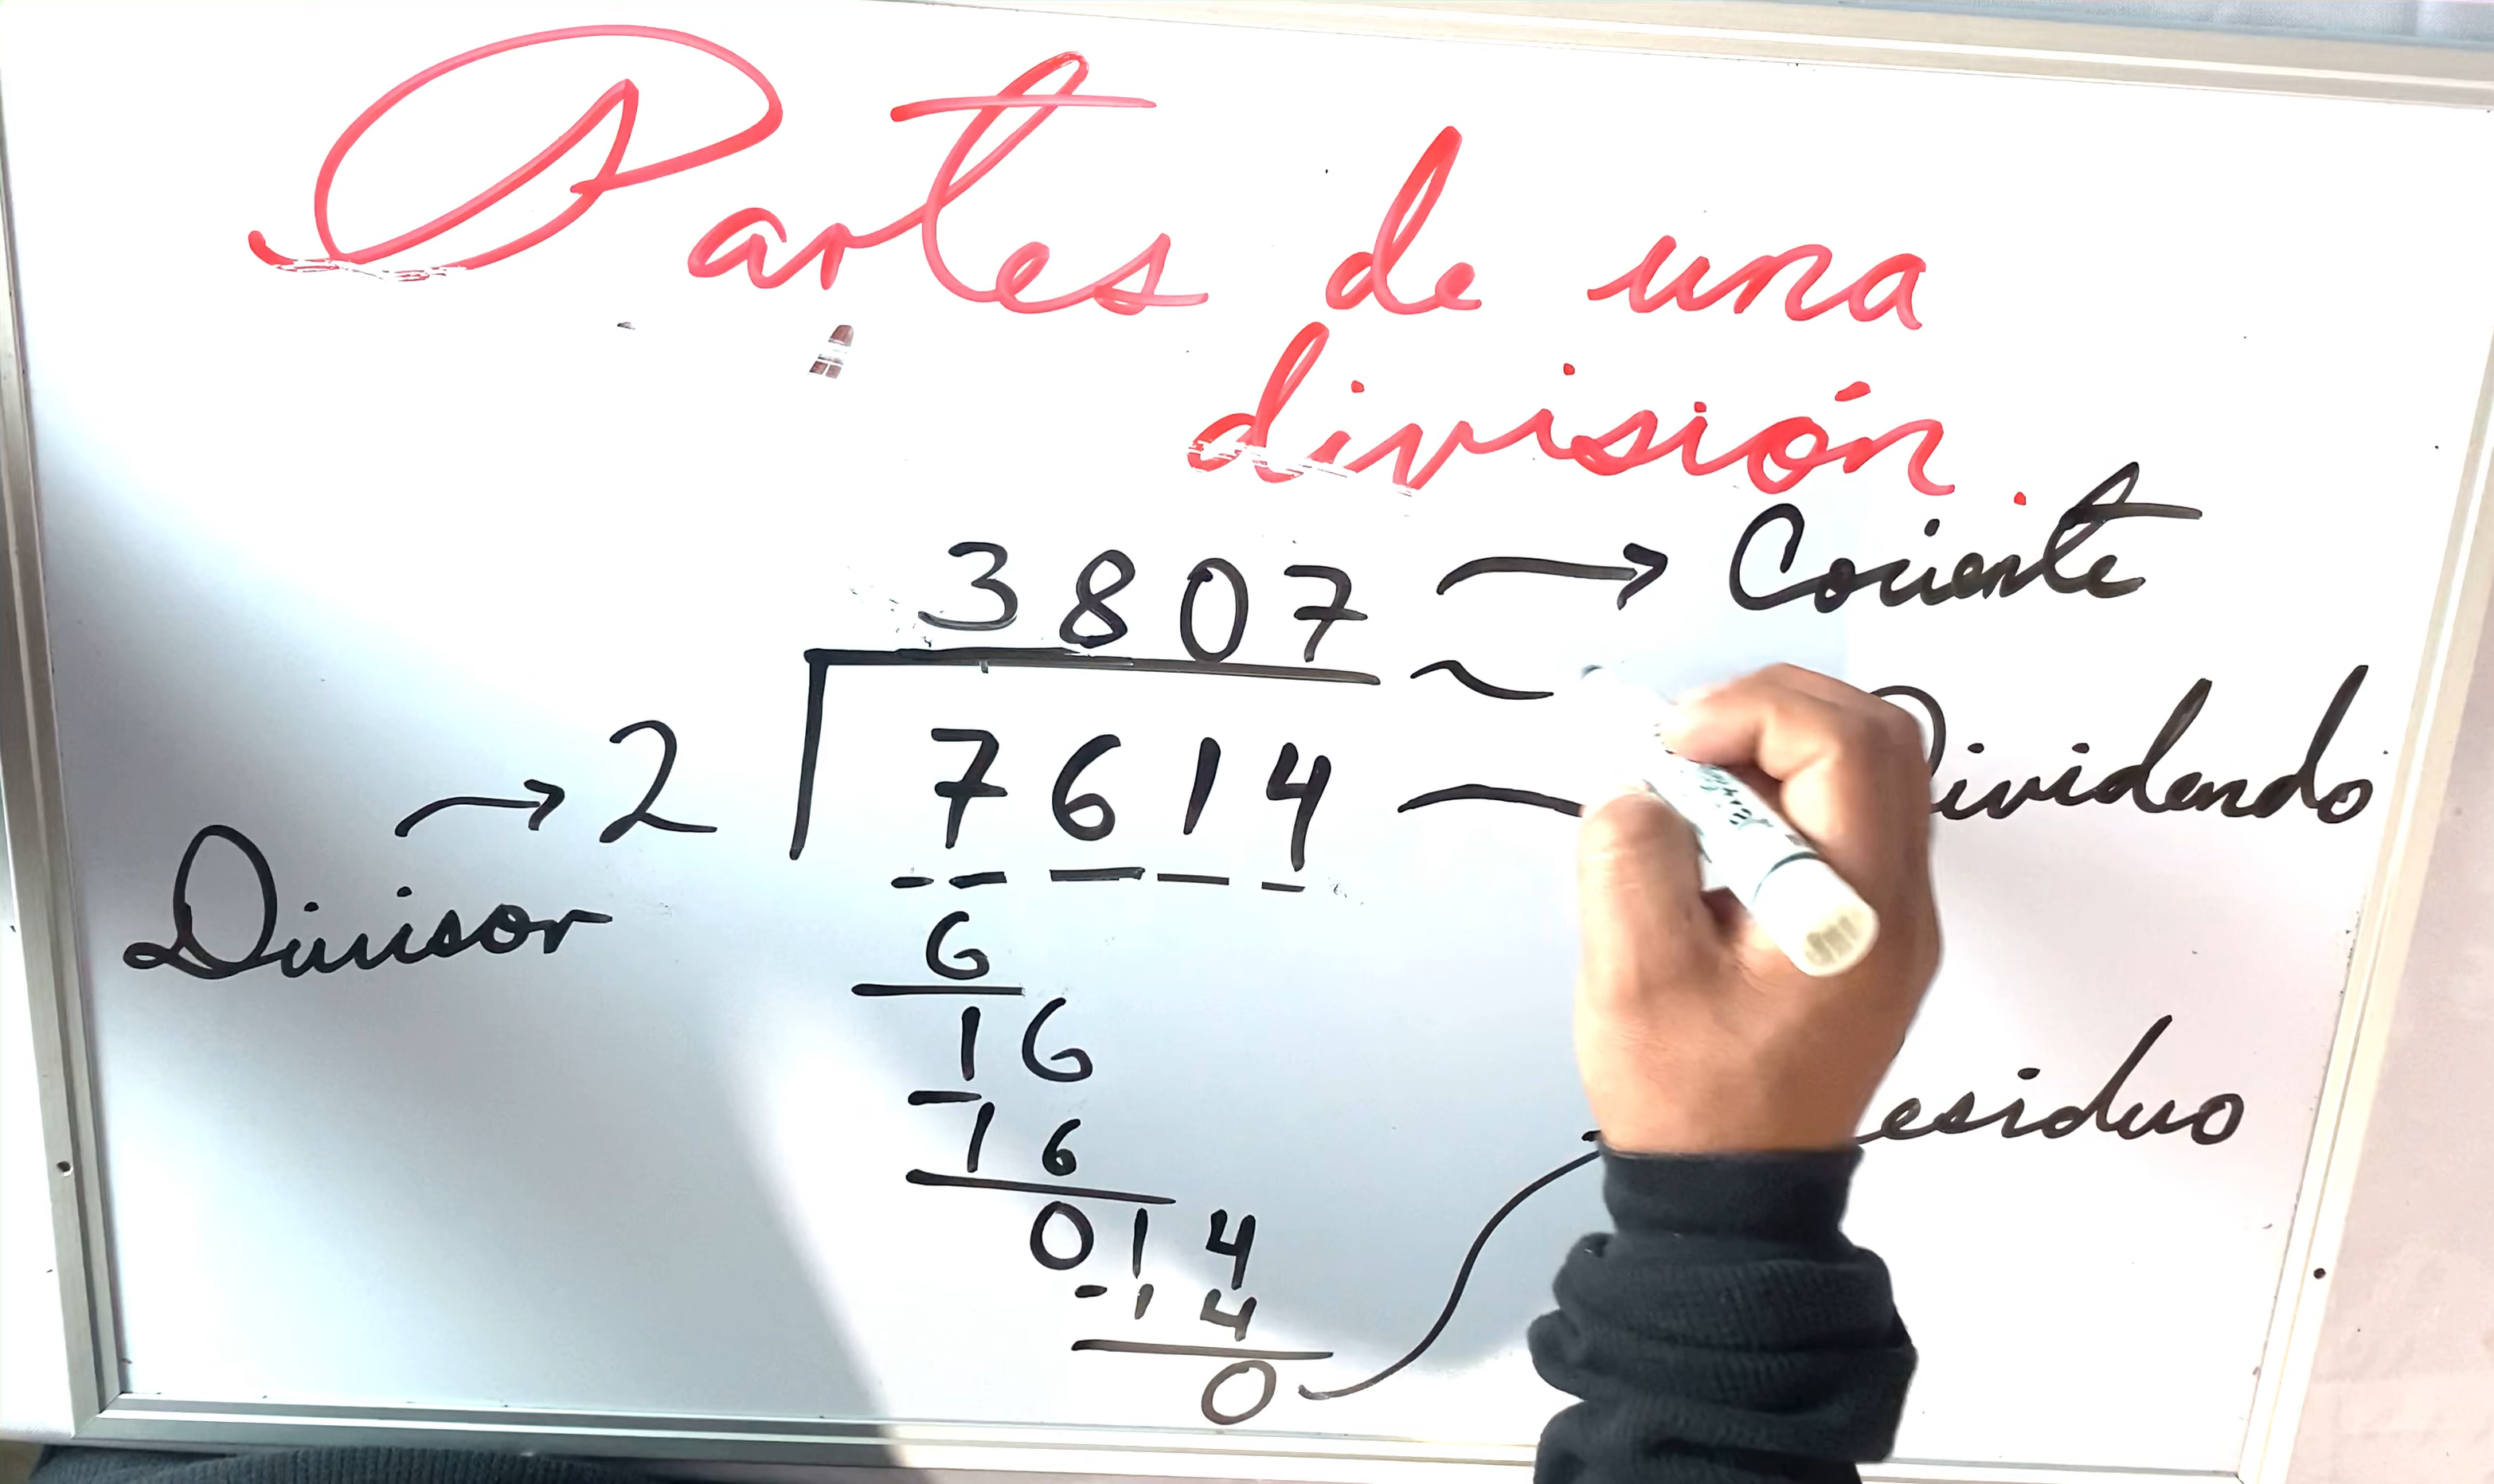 Partes de una
división.
3807 → Cociente
Divisor → 2 7614 ividendo
- 6
16
- 16
esiduo
014
- 14
0